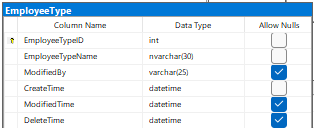 EmployeeType
Column Name Data Type Allow Nulls
EmployeeTypeID int
EmployeeTypeName nvarchar(30)
ModifiedBy varchar(25)
CreateTime datetime
ModifiedTime datetime
DeleteTime datetime